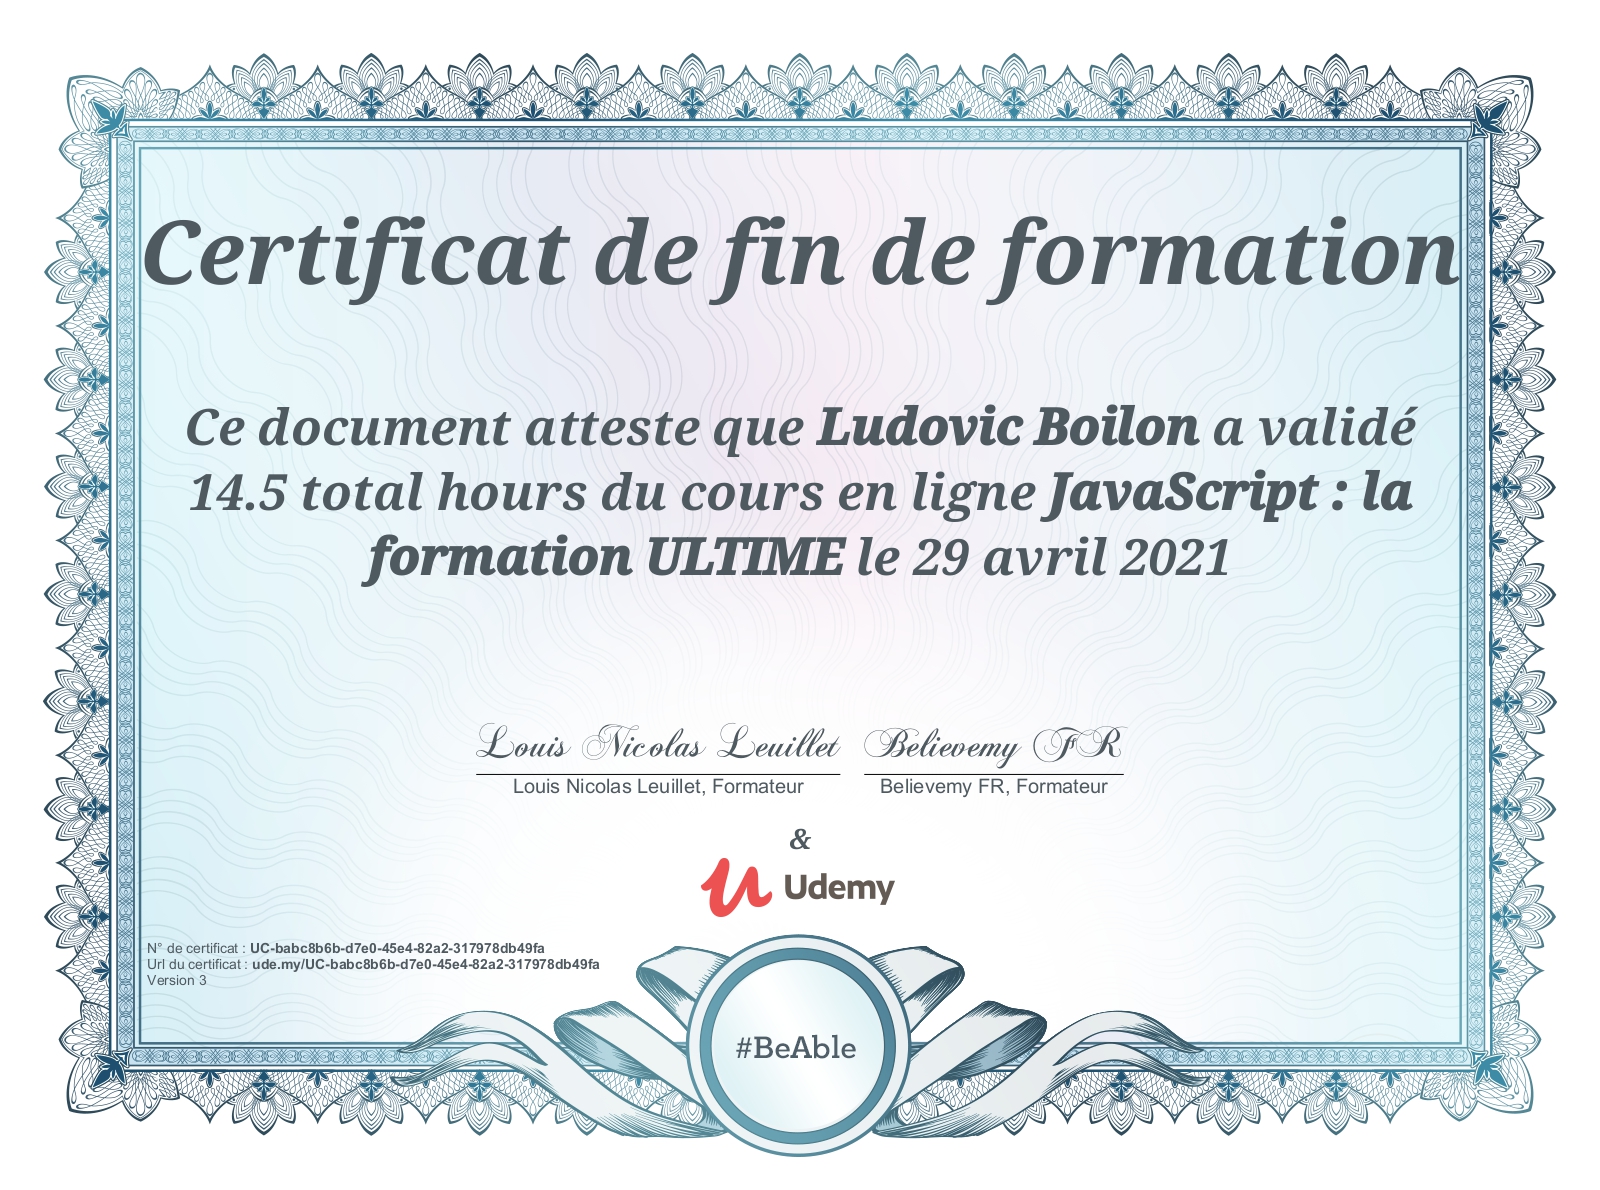 Certificat de fin de formation
Ce document atteste que Ludovic Boilon a validé
14.5 total hours du cours en ligne JavaScript : la
formation ULTIME le 29 avril 2021
Louis Nicolas Leuillet Believemy FR
Louis Nicolas Leuillet, Formateur Believemy FR, Formateur
&
Udemy
N° de certificat : UC-babc8b6b-d7e0-45e4-82a2-317978db49fa
Url du certificat : ude.my/UC-babc8b6b-d7e0-45e4-82a2-317978db49fa
Version 3
#BeAble